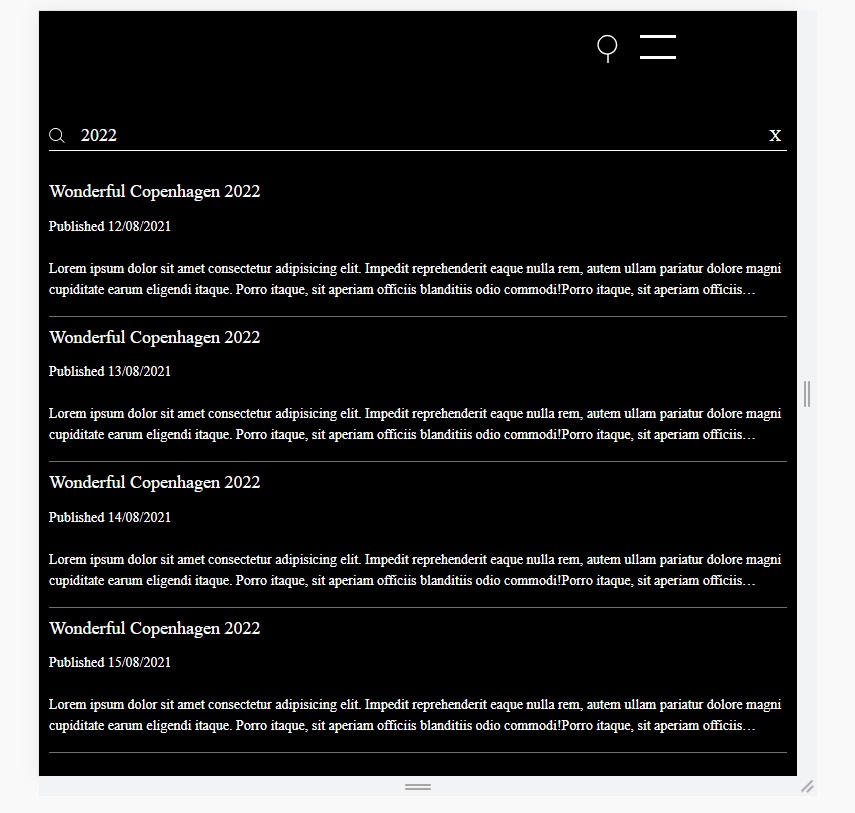 2022 X
Wonderful Copenhagen 2022
Published 12/08/2021
Lorem ipsum dolor sit amet consectetur adipisicing elit. Impedit reprehenderit eaque nulla rem, autem ullam pariatur dolore magni
cupiditate earum eligendi itaque. Porro itaque, sit aperiam officiis blanditiis odio commodi!Porro itaque, sit aperiam officiis…
Wonderful Copenhagen 2022
Published 13/08/2021
Lorem ipsum dolor sit amet consectetur adipisicing elit. Impedit reprehenderit eaque nulla rem, autem ullam pariatur dolore magni
cupiditate earum eligendi itaque. Porro itaque, sit aperiam officiis blanditiis odio commodi!Porro itaque, sit aperiam officiis…
Wonderful Copenhagen 2022
Published 14/08/2021
Lorem ipsum dolor sit amet consectetur adipisicing elit. Impedit reprehenderit eaque nulla rem, autem ullam pariatur dolore magni
cupiditate earum eligendi itaque. Porro itaque, sit aperiam officiis blanditiis odio commodi!Porro itaque, sit aperiam officiis…
Wonderful Copenhagen 2022
Published 15/08/2021
Lorem ipsum dolor sit amet consectetur adipisicing elit. Impedit reprehenderit eaque nulla rem, autem ullam pariatur dolore magni
cupiditate earum eligendi itaque. Porro itaque, sit aperiam officiis blanditiis odio commodi!Porro itaque, sit aperiam officiis…